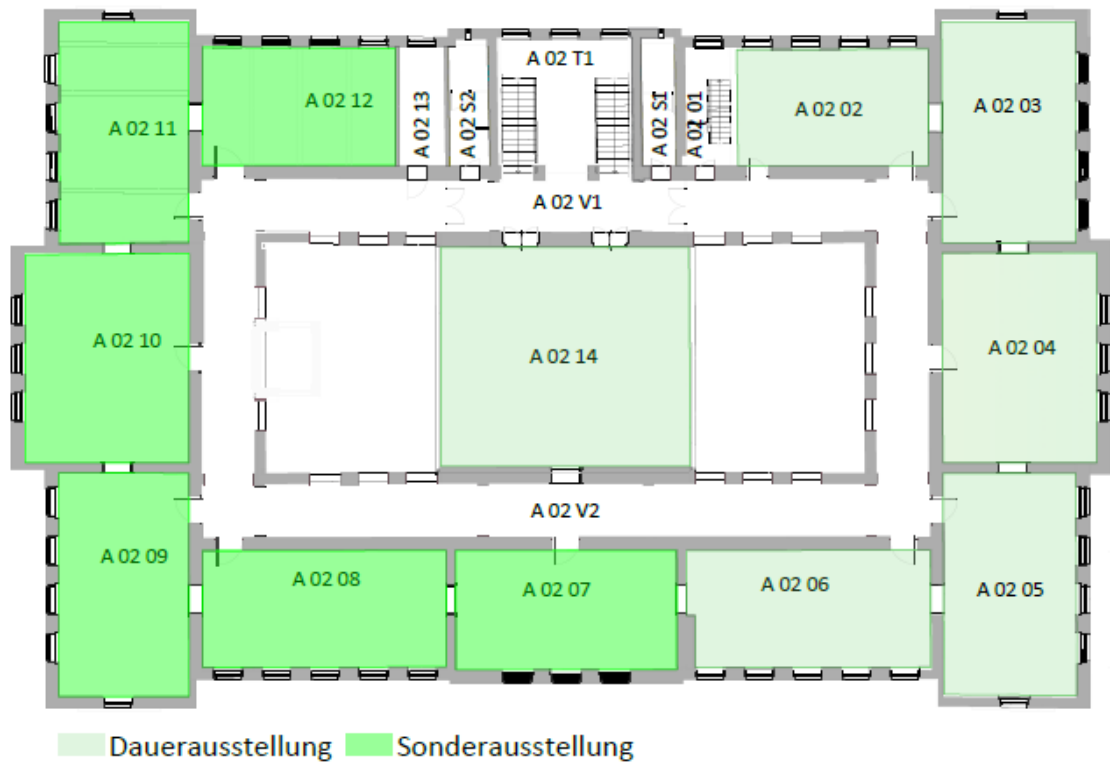 A 02 T1
A 02 11
A 02 12
A 02 13
A 02 S2
A 02 S1
A 02 01
A 02 02
A 02 03
A 02 V1
A 02 10
A 02 14
A 02 04
A 02 V2
A 02 09
A 02 08
A 02 07
A 02 06
A 02 05
Dauerausstellung Sonderausstellung